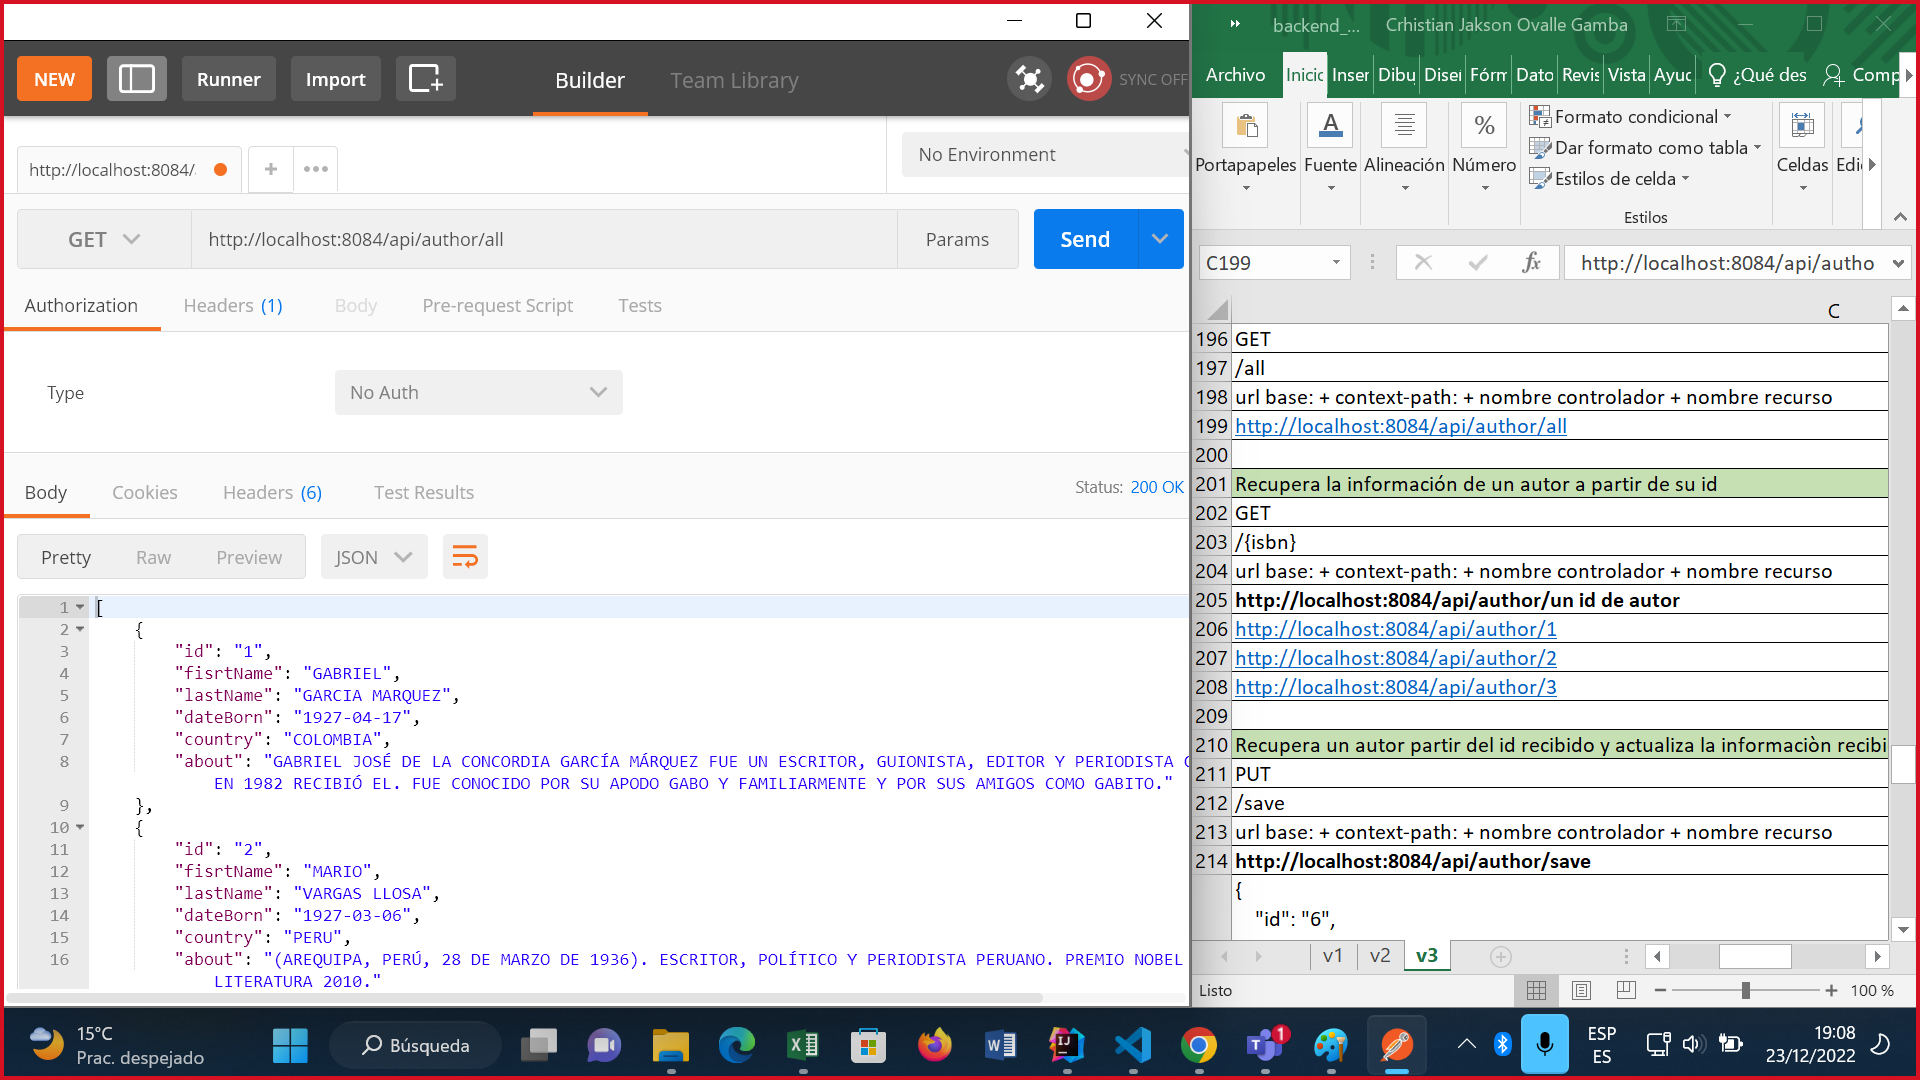 NEW
Runner
Import
Builder
Team Library
SYNC OFF
http://localhost:8084/
No Environment
GET
http://localhost:8084/api/author/all
Params
Send
Authorization
Headers (1)
Body
Pre-request Script
Tests
Type
No Auth
Body
Cookies
Headers (6)
Test Results
Status: 200 OK
Pretty
Raw
Preview
JSON
1 [
2 {
3 "id": "1",
4 "fisrtName": "GABRIEL",
5 "lastName": "GARCIA MARQUEZ",
6 "dateBorn": "1927-04-17",
7 "country": "COLOMBIA",
8 "about": "GABRIEL JOSÉ DE LA CONCORDIA GARCÍA MÁRQUEZ FUE UN ESCRITOR, GUIONISTA, EDITOR Y PERIODISTA
EN 1982 RECIBIÓ EL. FUE CONOCIDO POR SU APODO GABO Y FAMILIARMENTE Y POR SUS AMIGOS COMO GABITO."
9 },
10 {
11 "id": "2",
12 "fisrtName": "MARIO",
13 "lastName": "VARGAS LLOSA",
14 "dateBorn": "1927-03-06",
15 "country": "PERU",
16 "about": "(AREQUIPA, PERÚ, 28 DE MARZO DE 1936). ESCRITOR, POLÍTICO Y PERIODISTA PERUANO. PREMIO NOBEL
LITERATURA 2010."
backend_...
Crhistian Jakson Ovalle Gamba
Archivo
Inicio
Inser
Dibu
Disei
Fórm
Dato
Revis
Vista
Ayuc
¿Qué des
Comp
Portapapeles
Fuente
Alineación
Número
Formato condicional
Dar formato como tabla
Estilos de celda
Estilos
Celdas
Edi
C199
fx
http://localhost:8084/api/autho
C
196 GET
197 /all
198 url base: + context-path: + nombre controlador + nombre recurso
199 http://localhost:8084/api/author/all
200
201 Recupera la información de un autor a partir de su id
202 GET
203 /{isbn}
204 url base: + context-path: + nombre controlador + nombre recurso
205 http://localhost:8084/api/author/un id de autor
206 http://localhost:8084/api/author/1
207 http://localhost:8084/api/author/2
208 http://localhost:8084/api/author/3
209
210 Recupera un autor partir del id recibido y actualiza la informaciòn recibi
211 PUT
212 /save
213 url base: + context-path: + nombre controlador + nombre recurso
214 http://localhost:8084/api/author/save
{
"id": "6",
v1
v2
v3
Listo
100 %
15°C
Prac. despejado
Búsqueda
1
ESP
ES
19:08
23/12/2022